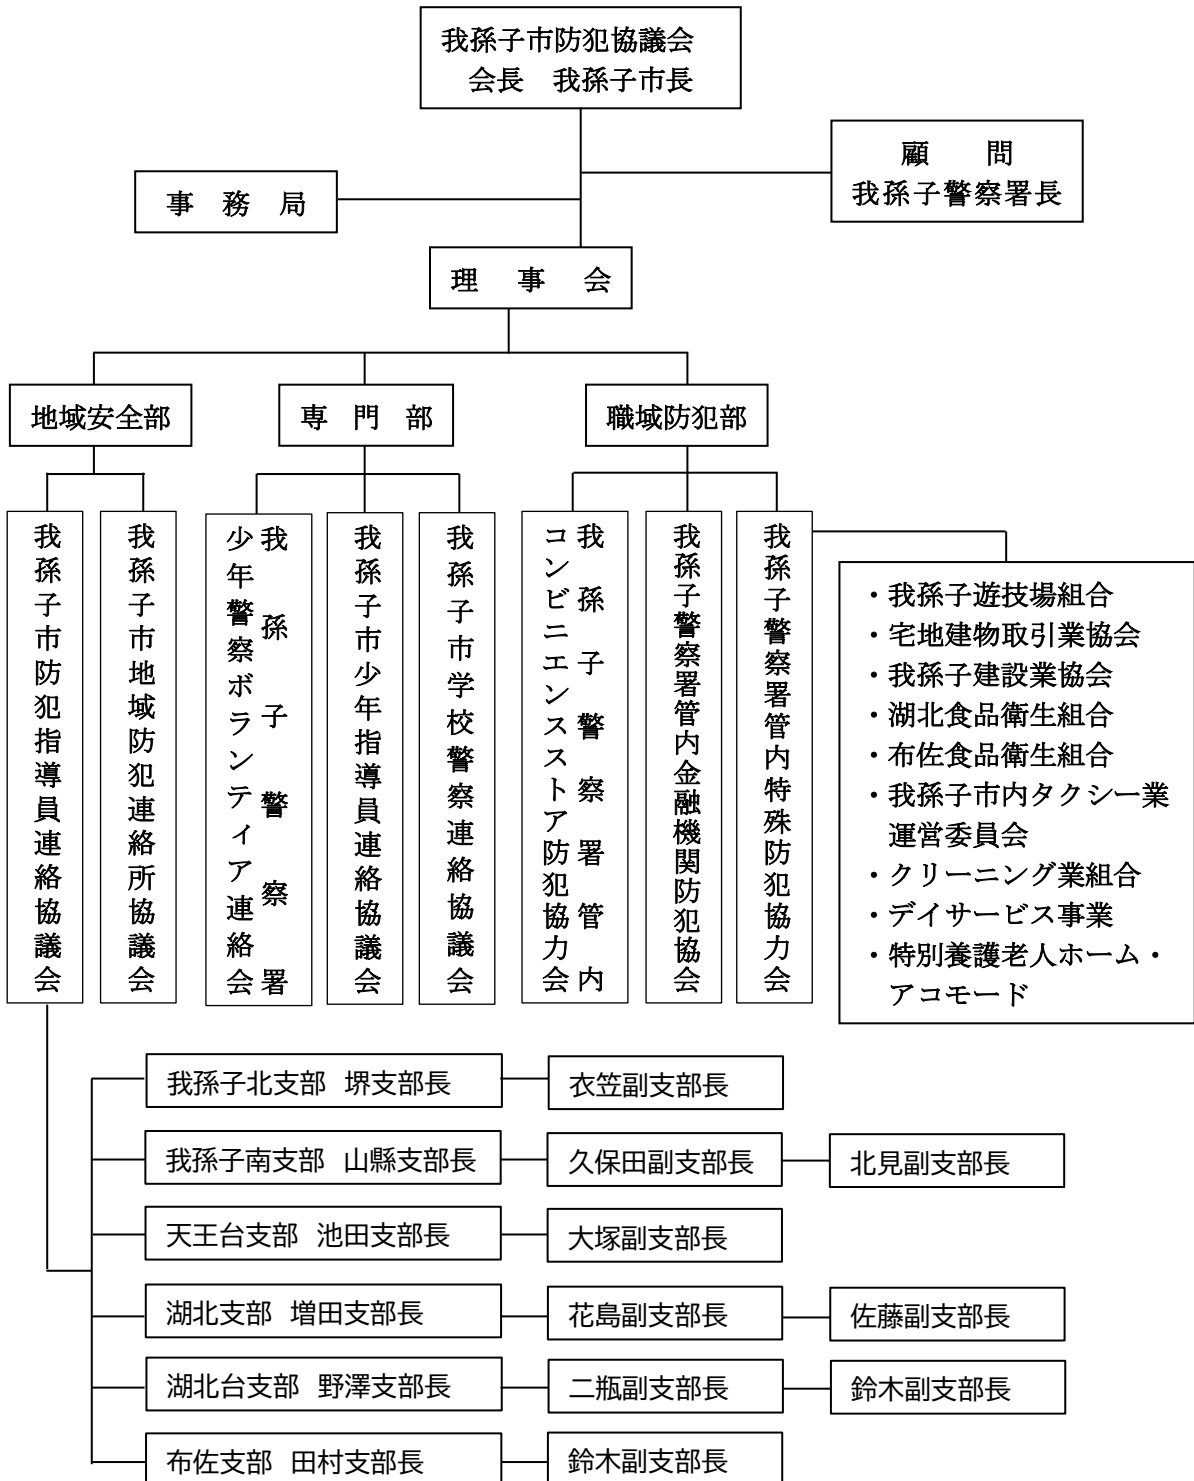 我孫子市防犯協議会
会長　我孫子市長
顧　問
我孫子警察署長
事　務　局
理　事　会
地域安全部
専　門　部
職域防犯部
我孫子市防犯指導員連絡協議会
我孫子市地域防犯連絡所協議会
我孫子警察署
少年警察ボランティア連絡会
我孫子市少年指導員連絡協議会
我孫子市学校警察連絡協議会
我孫子警察署管内
コンビニエンスストア防犯協力会
我孫子警察署管内金融機関防犯協会
我孫子警察署管内特殊防犯協力会
・我孫子遊技場組合
・宅地建物取引業協会
・我孫子建設業協会
・湖北食品衛生組合
・布佐食品衛生組合
・我孫子市内タクシー業
運営委員会
・クリーニング業組合
・デイサービス事業
・特別養護老人ホーム・
アコモード
我孫子北支部　堺支部長
衣笠副支部長
我孫子南支部　山縣支部長
久保田副支部長
北見副支部長
天王台支部　池田支部長
大塚副支部長
湖北支部　増田支部長
花島副支部長
佐藤副支部長
湖北台支部　野澤支部長
二瓶副支部長
鈴木副支部長
布佐支部　田村支部長
鈴木副支部長